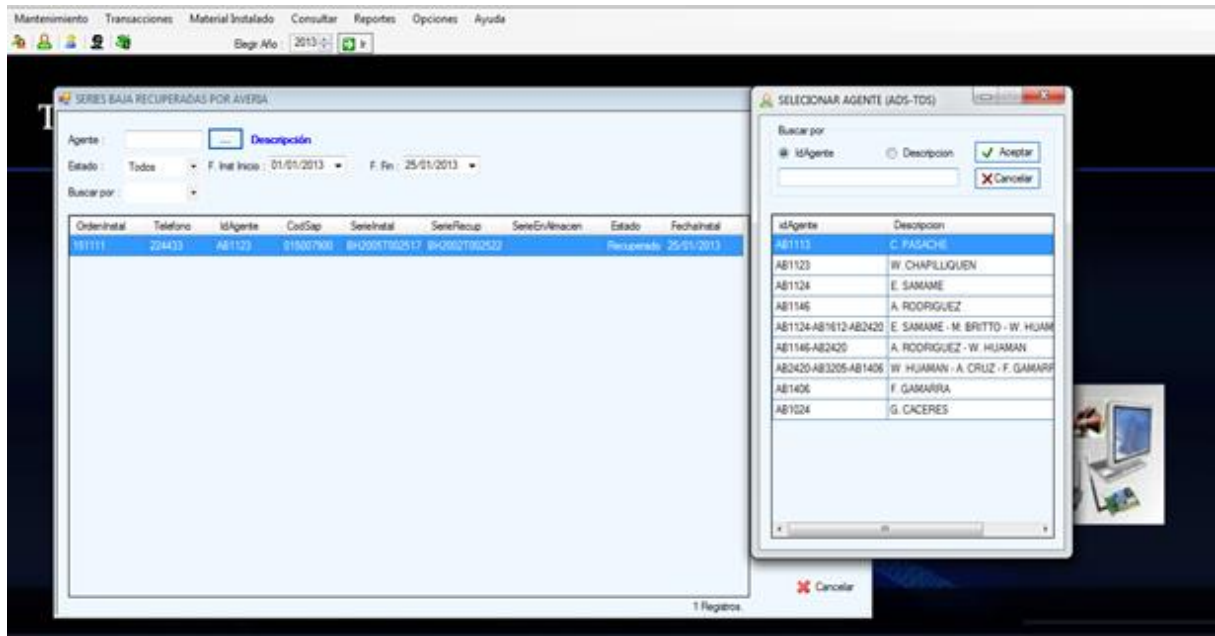 Mantenimiento Transacciones Material Instalado Consultar Reportes Opciones Ayuda
Elegir Año : 2013 Ir
T
SERIES BAJA RECUPERADAS POR AVERIA
Agente : ... Descripción
Estado : Todos F. Inst Inicio : 01/01/2013 F. Fin : 25/01/2013
Buscar por :
OrdenInstal Telefono IdAgente CodSap SerieInstal SerieRecup SerieEnAlmacen Estado FechaInstal
224433 AB1123 BH2005T002517 BH2002T002522 Recuperado 25/01/2013
1 Registros.
Cancelar
SELECIONAR AGENTE (ADS-TDS)
Buscar por
IdAgente Descripcion Aceptar
Cancelar
idAgente Descripcion
AB1113 C. PASACHE
AB1123 W. CHAPILLIQUEN
AB1124 E. SAMAME
AB1146 A. RODRIGUEZ
AB1124-AB1612-AB2420 E. SAMAME - M. BRITTO - W. HUAM
AB1146-AB2420 A. RODRIGUEZ - W. HUAMAN
AB2420-AB3205-AB1406 W. HUAMAN - A. CRUZ - F. GAMARR
AB1406 F. GAMARRA
AB1024 G. CACERES